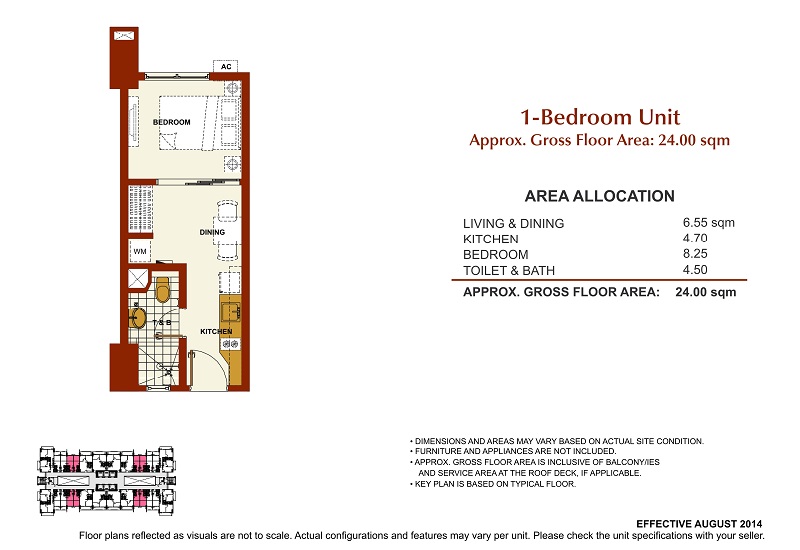 AC
BEDROOM
DINING
WM
T & B
KITCHEN
1-Bedroom Unit
Approx. Gross Floor Area: 24.00 sqm
AREA ALLOCATION
LIVING & DINING 6.55 sqm
KITCHEN 4.70
BEDROOM 8.25
TOILET & BATH 4.50
APPROX. GROSS FLOOR AREA: 24.00 sqm
• DIMENSIONS AND AREAS MAY VARY BASED ON ACTUAL SITE CONDITION.
• FURNITURE AND APPLIANCES ARE NOT INCLUDED.
• APPROX. GROSS FLOOR AREA IS INCLUSIVE OF BALCONY/IES
AND SERVICE AREA AT THE ROOF DECK, IF APPLICABLE.
• KEY PLAN IS BASED ON TYPICAL FLOOR.
EFFECTIVE AUGUST 2014
Floor plans reflected as visuals are not to scale. Actual configurations and features may vary per unit. Please check the unit specifications with your seller.